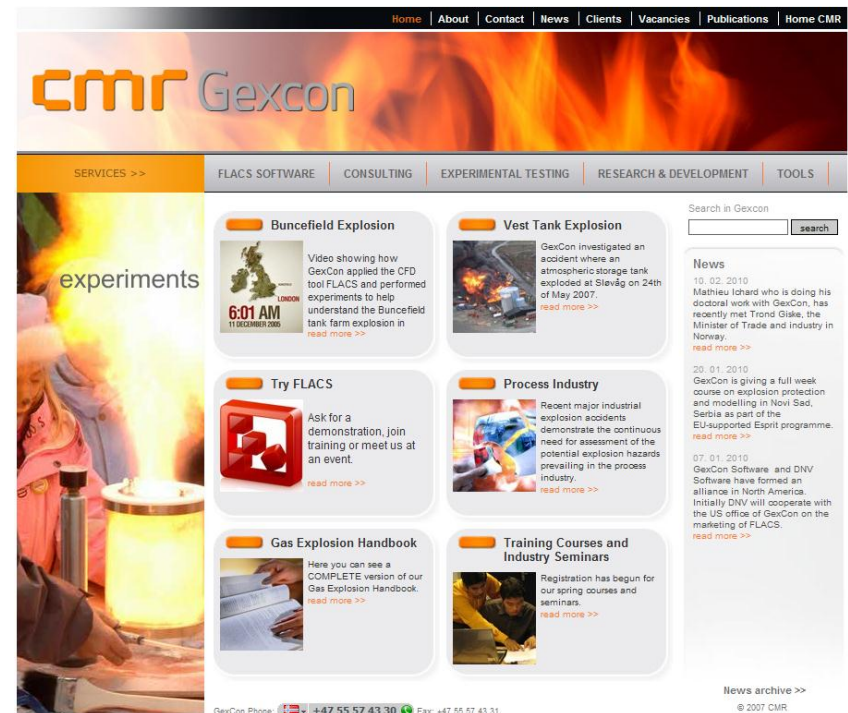 Home About Contact News Clients Vacancies Publications Home CMR
cmr Gexcon
SERVICES >> FLACS SOFTWARE CONSULTING EXPERIMENTAL TESTING RESEARCH & DEVELOPMENT TOOLS
experiments
Buncefield Explosion
Video showing how
GexCon applied the CFD
tool FLACS and performed
experiments to help
understand the Buncefield
tank farm explosion in
read more >>
LONDON
6:01 AM
11 DECEMBER 2005
Vest Tank Explosion
GexCon investigated an
accident where an
atmospheric storage tank
exploded at Sløvåg on 24th
of May 2007.
read more >>
Try FLACS
Ask for a
demonstration, join
training or meet us at
an event.
read more >>
Process Industry
Recent major industrial
explosion accidents
demonstrate the continuous
need for assessment of the
potential explosion hazards
prevailing in the process
industry.
read more >>
Gas Explosion Handbook
Here you can see a
COMPLETE version of our
Gas Explosion Handbook.
read more >>
Training Courses and
Industry Seminars
Registration has begun for
our spring courses and
seminars.
read more >>
Search in Gexcon
search
News
10. 02. 2010
Mathieu Ichard who is doing his
doctoral work with GexCon, has
recently met Trond Giske, the
Minister of Trade and industry in
Norway.
read more >>
20. 01. 2010
GexCon is giving a full week
course on explosion protection
and modelling in Novi Sad,
Serbia as part of the
EU-supported Esprit programme.
read more >>
07. 01. 2010
GexCon Software and DNV
Software have formed an
alliance in North America.
Initially DNV will cooperate with
the US office of GexCon on the
marketing of FLACS.
read more >>
News archive >>
© 2007 CMR
GexCon Phone: +47 55 57 43 30 Fax: +47 55 57 43 31